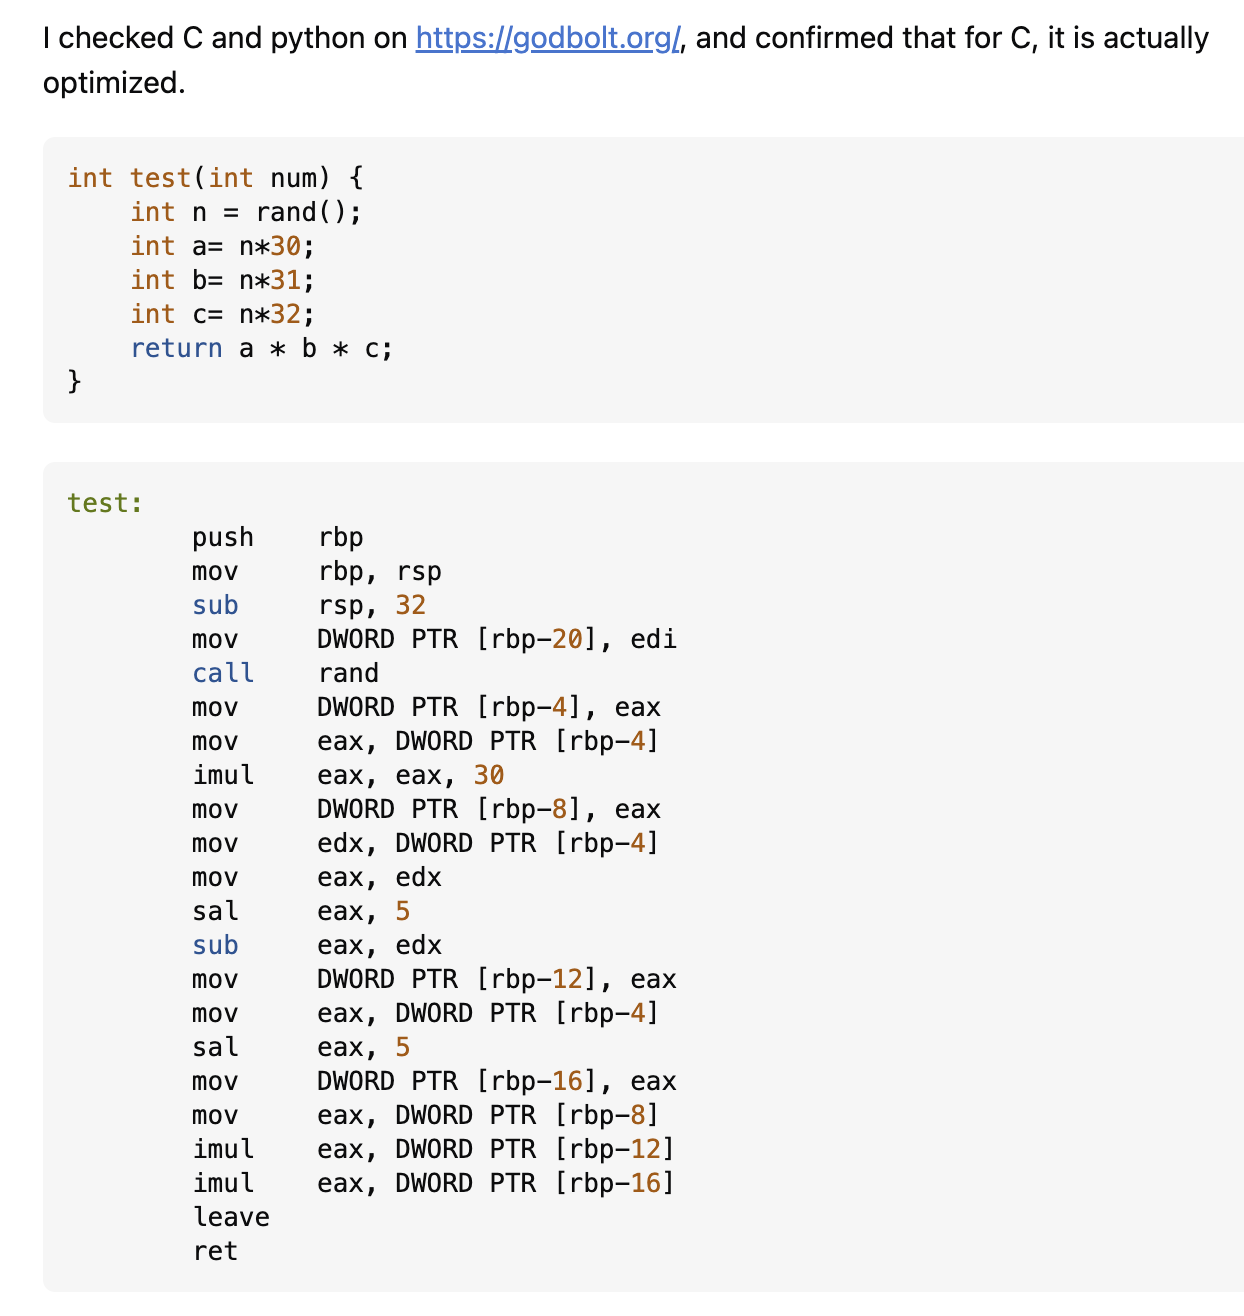 I checked C and python on https://godbolt.org/, and confirmed that for C, it is actually
optimized.
int test(int num) {
    int n = rand();
    int a= n*30;
    int b= n*31;
    int c= n*32;
    return a * b * c;
}
test:
        push    rbp
        mov     rbp, rsp
        sub     rsp, 32
        mov     DWORD PTR [rbp-20], edi
        call    rand
        mov     DWORD PTR [rbp-4], eax
        mov     eax, DWORD PTR [rbp-4]
        imul    eax, eax, 30
        mov     DWORD PTR [rbp-8], eax
        mov     edx, DWORD PTR [rbp-4]
        mov     eax, edx
        sal     eax, 5
        sub     eax, edx
        mov     DWORD PTR [rbp-12], eax
        mov     eax, DWORD PTR [rbp-4]
        sal     eax, 5
        mov     DWORD PTR [rbp-16], eax
        mov     eax, DWORD PTR [rbp-8]
        imul    eax, DWORD PTR [rbp-12]
        imul    eax, DWORD PTR [rbp-16]
        leave
        ret